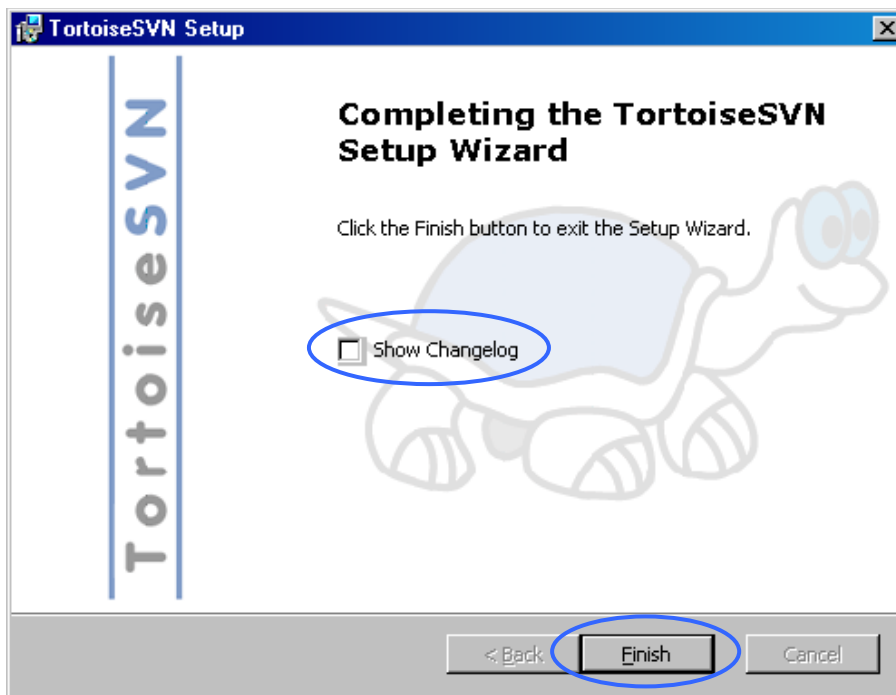 TortoiseSVN Setup
TortoiseSVN
Completing the TortoiseSVN
Setup Wizard
Click the Finish button to exit the Setup Wizard.
Show Changelog
< Back
Finish
Cancel